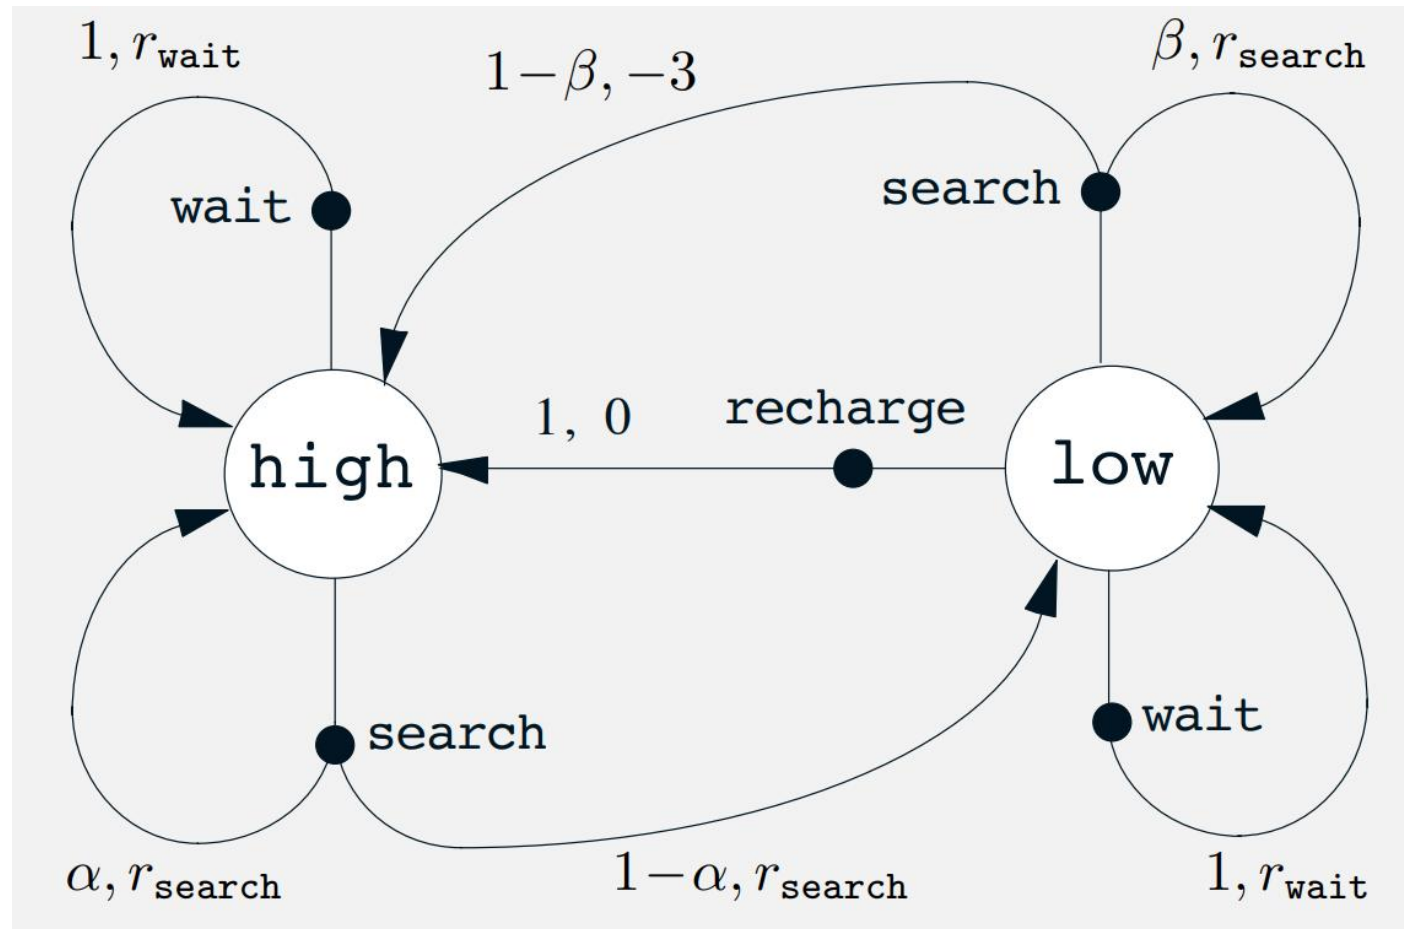 1, r_wait
1−β, −3
β, r_search
wait
search
1, 0
recharge
high
low
search
wait
α, r_search
1−α, r_search
1, r_wait